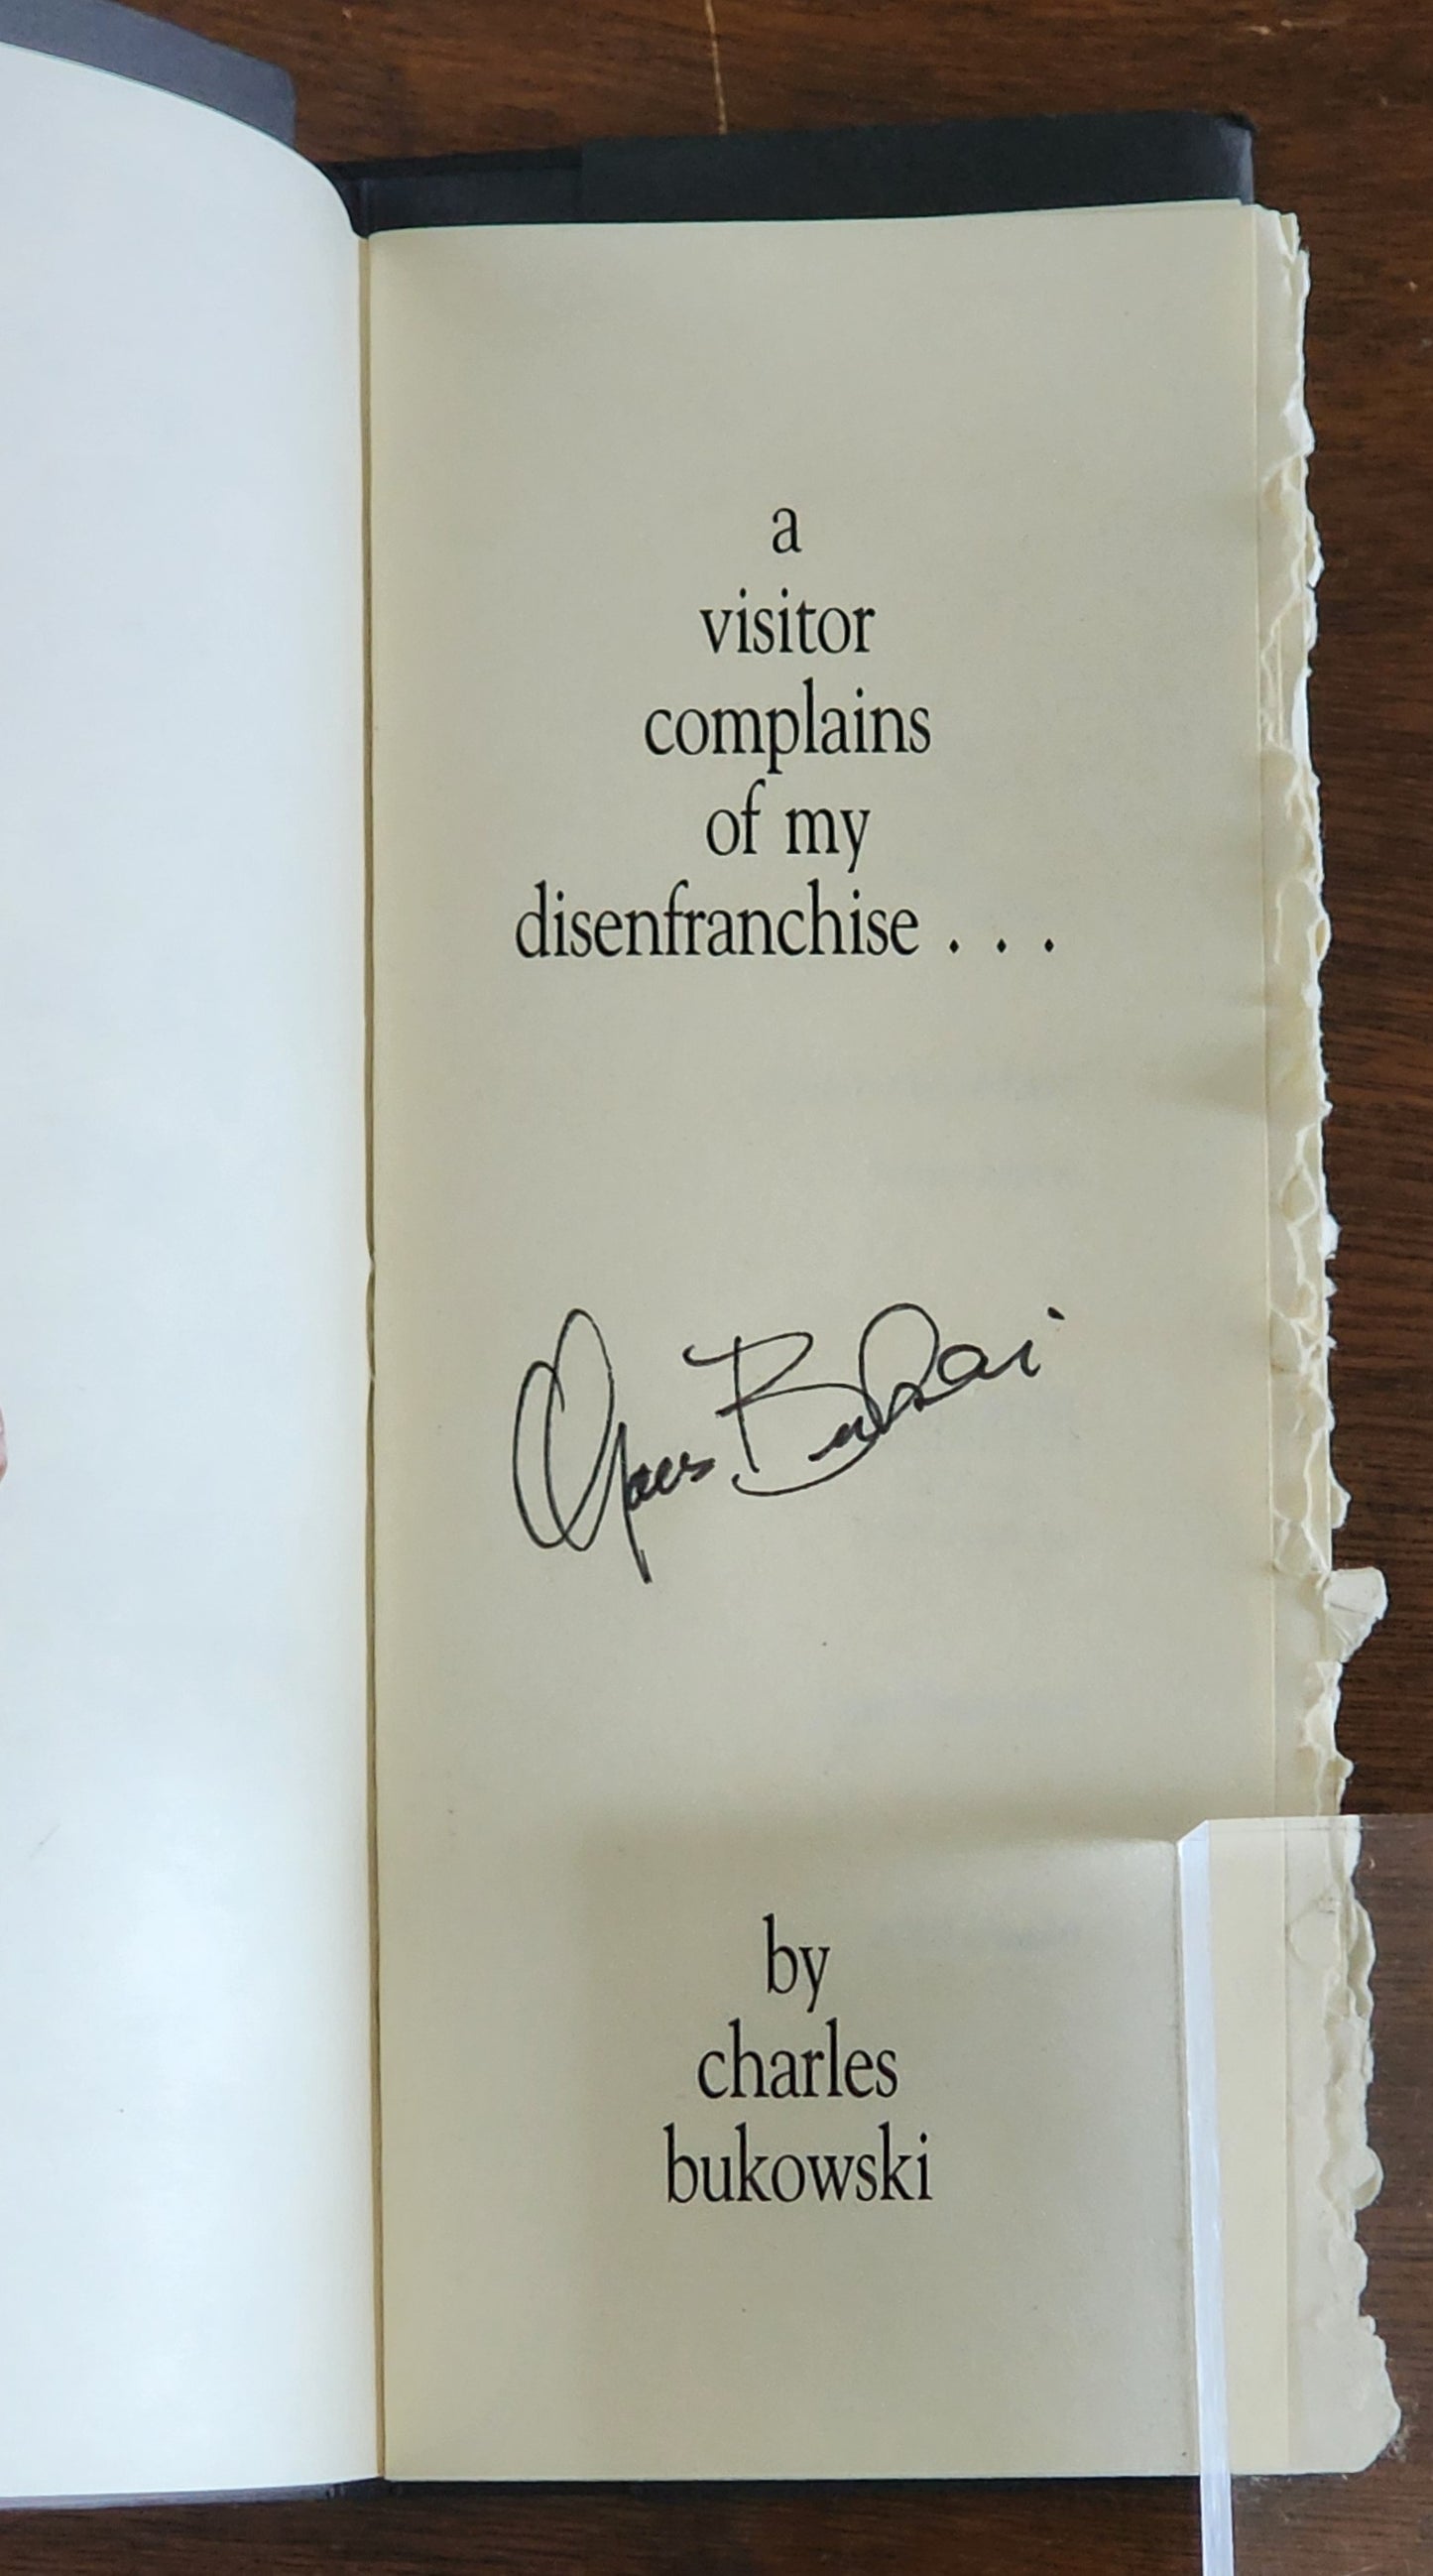 a
visitor
complains
of my
disenfranchise . . .
by
charles
bukowski